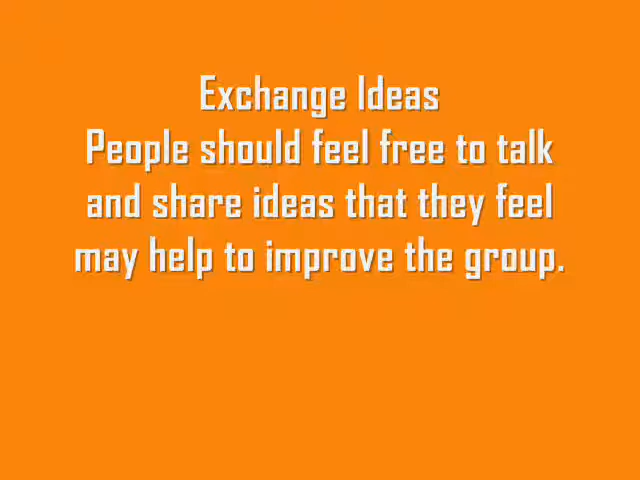 Exchange Ideas
People should feel free to talk
and share ideas that they feel
may help to improve the group.